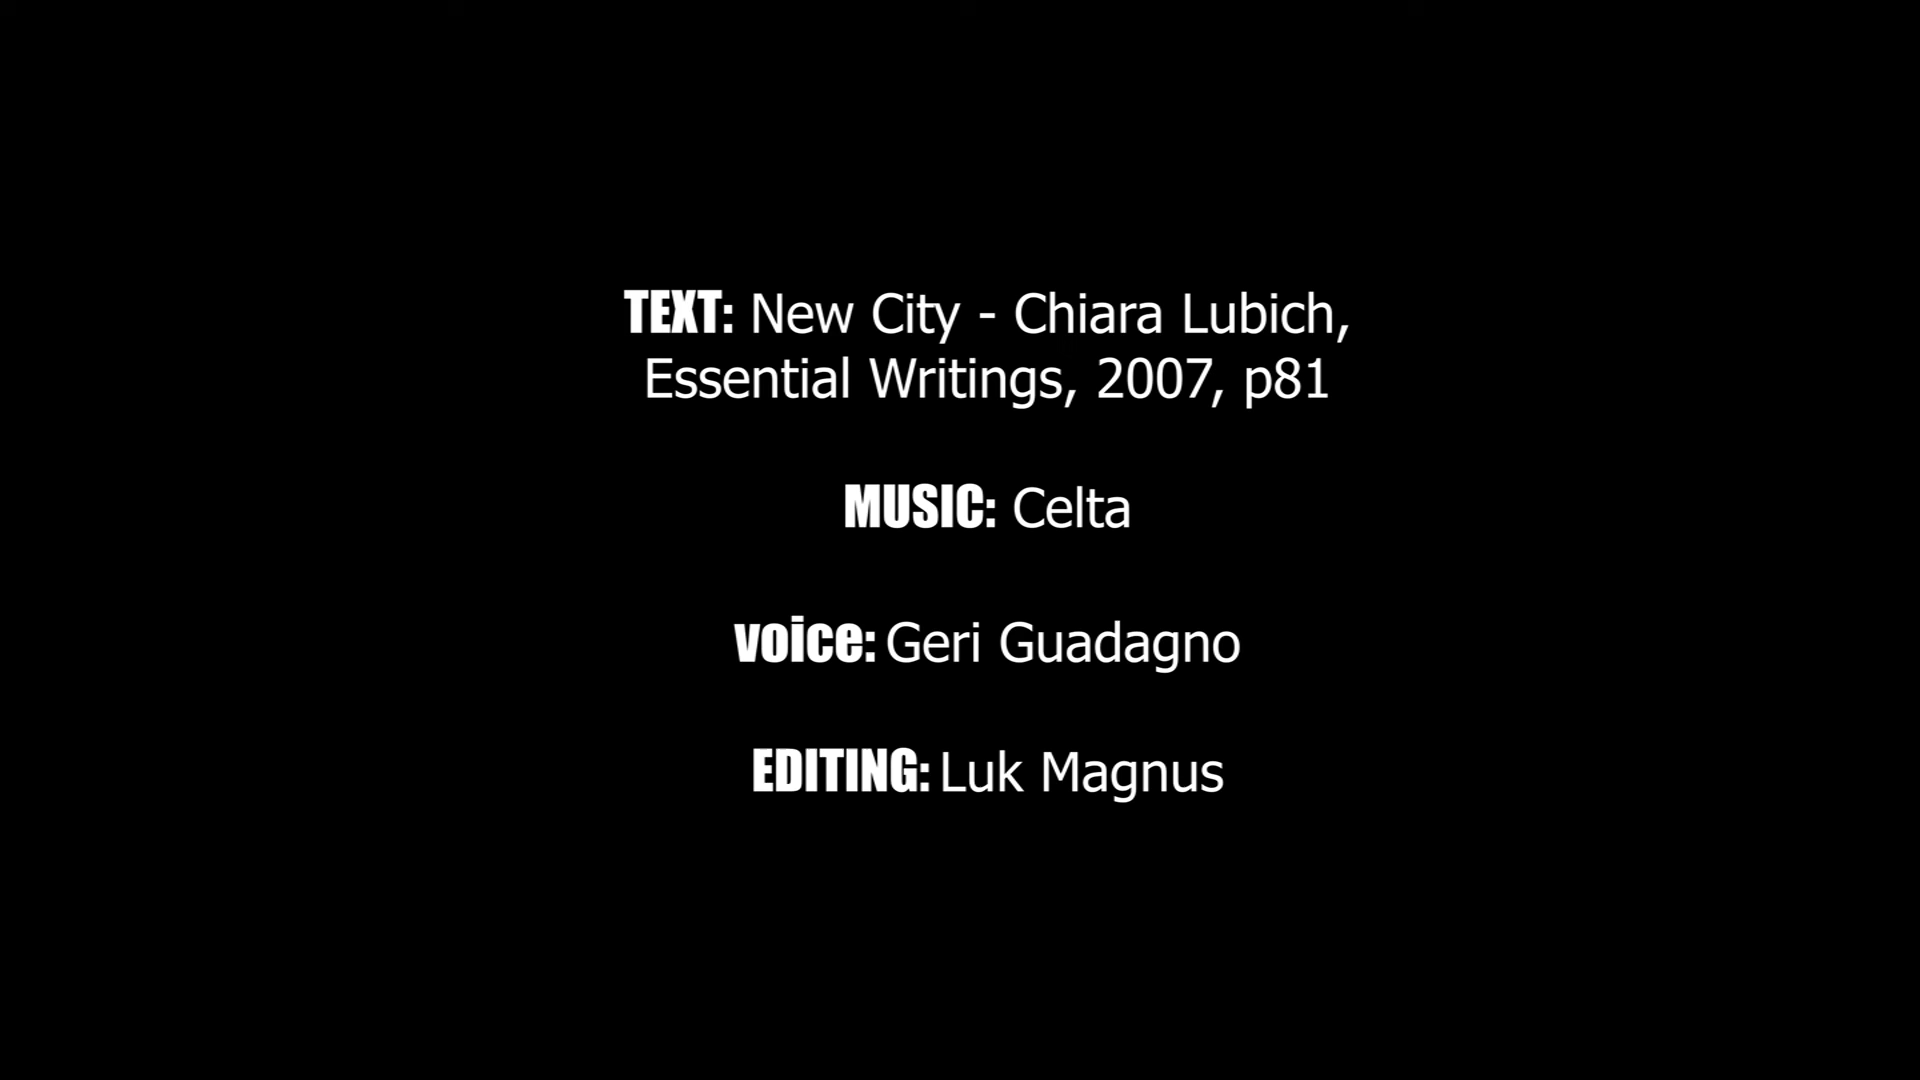 TEXT: New City - Chiara Lubich,
Essential Writings, 2007, p81
MUSIC: Celta
voice: Geri Guadagno
EDITING: Luk Magnus